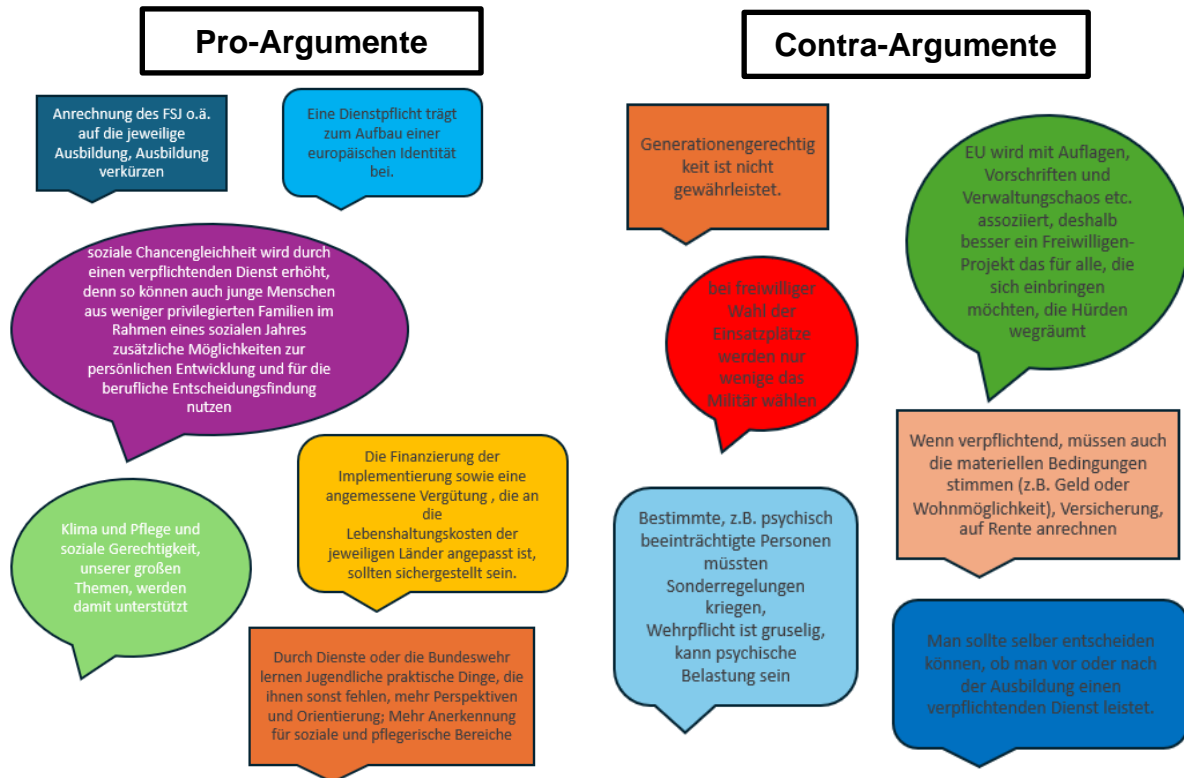 Pro-Argumente
Anrechnung des FSJ o.ä.
auf die jeweilige
Ausbildung, Ausbildung
verkürzen
Eine Dienstpflicht trägt
zum Aufbau einer
europäischen Identität
bei.
soziale Chancengleichheit wird durch
einen verpflichtenden Dienst erhöht,
denn so können auch junge Menschen
aus weniger privilegierten Familien im
Rahmen eines sozialen Jahres
zusätzliche Möglichkeiten zur
persönlichen Entwicklung und für die
berufliche Entscheidungsfindung
nutzen
Die Finanzierung der
Implementierung sowie eine
angemessene Vergütung , die an
die
Lebenshaltungskosten der
jeweiligen Länder angepasst ist,
sollten sichergestellt sein.
Klima und Pflege und
soziale Gerechtigkeit,
unserer großen
Themen, werden
damit unterstützt
Durch Dienste oder die Bundeswehr
lernen Jugendliche praktische Dinge, die
ihnen sonst fehlen, mehr Perspektiven
und Orientierung; Mehr Anerkennung
für soziale und pflegerische Bereiche
Contra-Argumente
Generationengerechtig
keit ist nicht
gewährleistet.
EU wird mit Auflagen,
Vorschriften und
Verwaltungschaos etc.
assoziiert, deshalb
besser ein Freiwilligen-
Projekt das für alle, die
sich einbringen
möchten, die Hürden
wegräumt
bei freiwilliger
Wahl der
Einsatzplätze
werden nur
wenige das
Militär wählen
Wenn verpflichtend, müssen auch
die materiellen Bedingungen
stimmen (z.B. Geld oder
Wohnmöglichkeit), Versicherung,
auf Rente anrechnen
Bestimmte, z.B. psychisch
beeinträchtigte Personen
müssten
Sonderregelungen
kriegen,
Wehrpflicht ist gruselig,
kann psychische
Belastung sein
Man sollte selber entscheiden
können, ob man vor oder nach
der Ausbildung einen
verpflichtenden Dienst leistet.